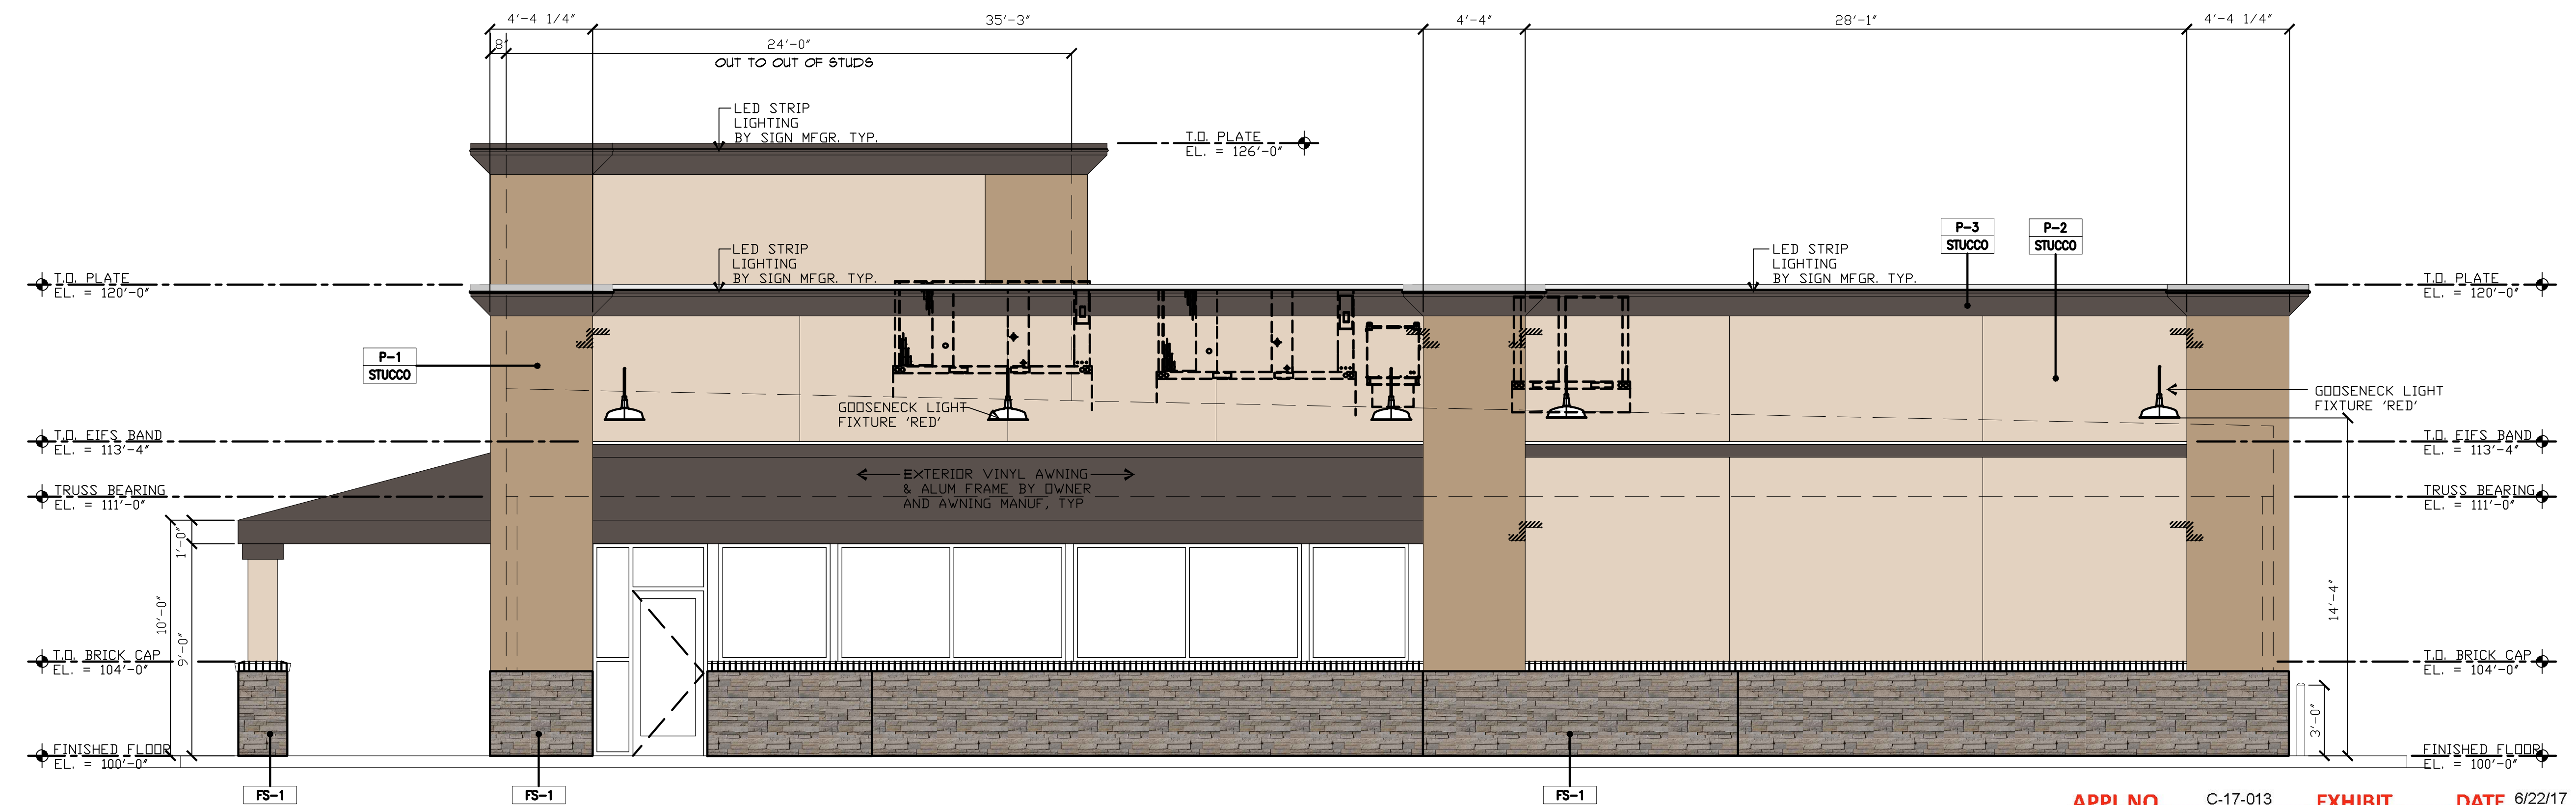 4'-4 1/4"
35'-3"
4'-4"
28'-1"
4'-4 1/4"
8"
24'-0"
OUT TO OUT OF STUDS
LED STRIP
LIGHTING
BY SIGN MFGR. TYP.
T.O. PLATE
EL. = 126'-0"
P-3
STUCCO
P-2
STUCCO
LED STRIP
LIGHTING
BY SIGN MFGR. TYP.
LED STRIP
LIGHTING
BY SIGN MFGR. TYP.
T.O. PLATE
EL. = 120'-0"
T.O. PLATE
EL. = 120'-0"
P-1
STUCCO
GOOSENECK LIGHT
FIXTURE 'RED'
GOOSENECK LIGHT
FIXTURE 'RED'
T.O. EIFS BAND
EL. = 113'-4"
T.O. EIFS BAND
EL. = 113'-4"
EXTERIOR VINYL AWNING
& ALUM FRAME BY OWNER
AND AWNING MANUF, TYP
TRUSS BEARING
EL. = 111'-0"
TRUSS BEARING
EL. = 111'-0"
1'-0"
10'-0"
9'-0"
14'-4"
T.O. BRICK CAP
EL. = 104'-0"
T.O. BRICK CAP
EL. = 104'-0"
3'-0"
FINISHED FLOOR
EL. = 100'-0"
FINISHED FLOOR
EL. = 100'-0"
FS-1
FS-1
FS-1
APPL NO C-17-013 EXHIBIT DATE 6/22/17